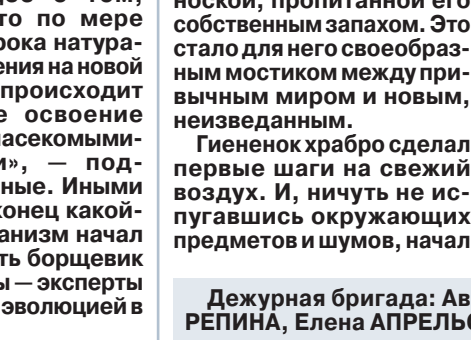 то по мере
рока натура-
ения на новой
происходит
е освоение
насекомыми-
и», — под-
ные. Иными
конец какой-
анизм начал
ть борщевик
ы — эксперты
эволюцией в
ноской, пропитанной его
собственным запахом. Это
стало для него своеобраз-
ным мостиком между при-
вычным миром и новым,
неизведанным.
Гиененок храбро сделал
первые шаги на свежий
воздух. И, ничуть не ис-
пугавшись окружающих
предметов и шумов, начал
Дежурная бригада: Ав
РЕПИНА, Елена АПРЕЛЬС